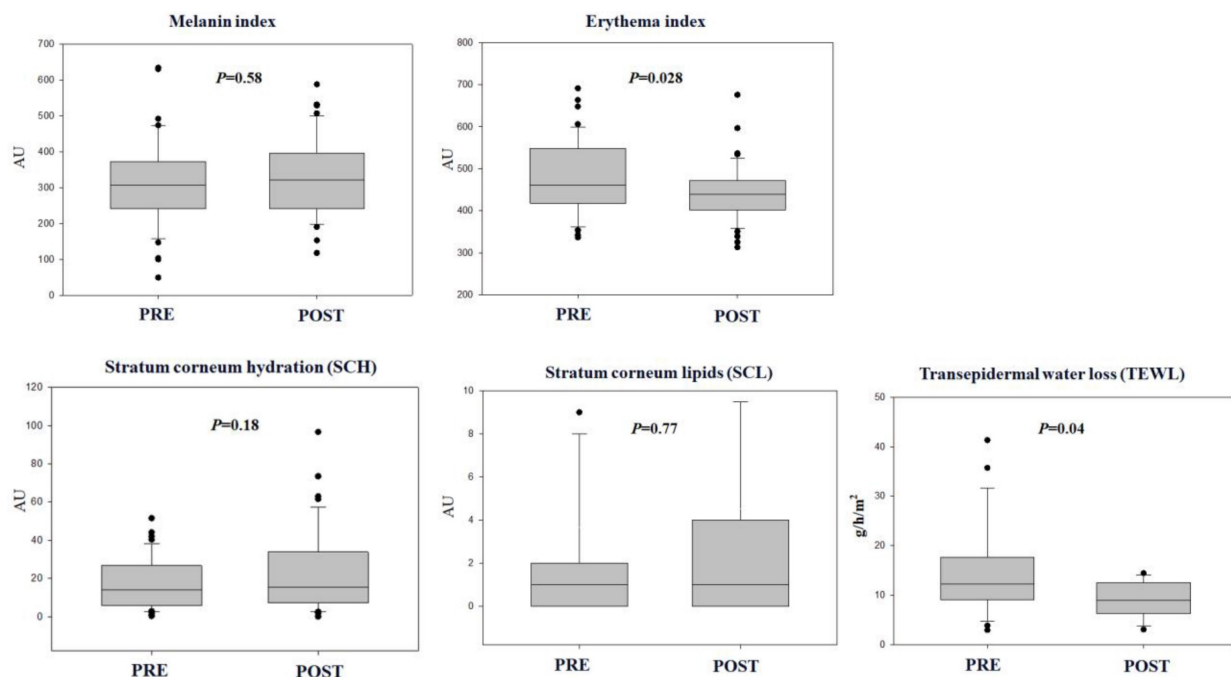 Melanin index
700
600
500
400
300
200
100
0
AU
P=0.58
PRE POST
Erythema index
800
700
600
500
400
300
200
AU
P=0.028
PRE POST
Stratum corneum hydration (SCH)
120
100
80
60
40
20
0
AU
P=0.18
PRE POST
Stratum corneum lipids (SCL)
10
8
6
4
2
0
AU
P=0.77
PRE POST
Transepidermal water loss (TEWL)
50
40
30
20
10
0
g/h/m²
P=0.04
PRE POST